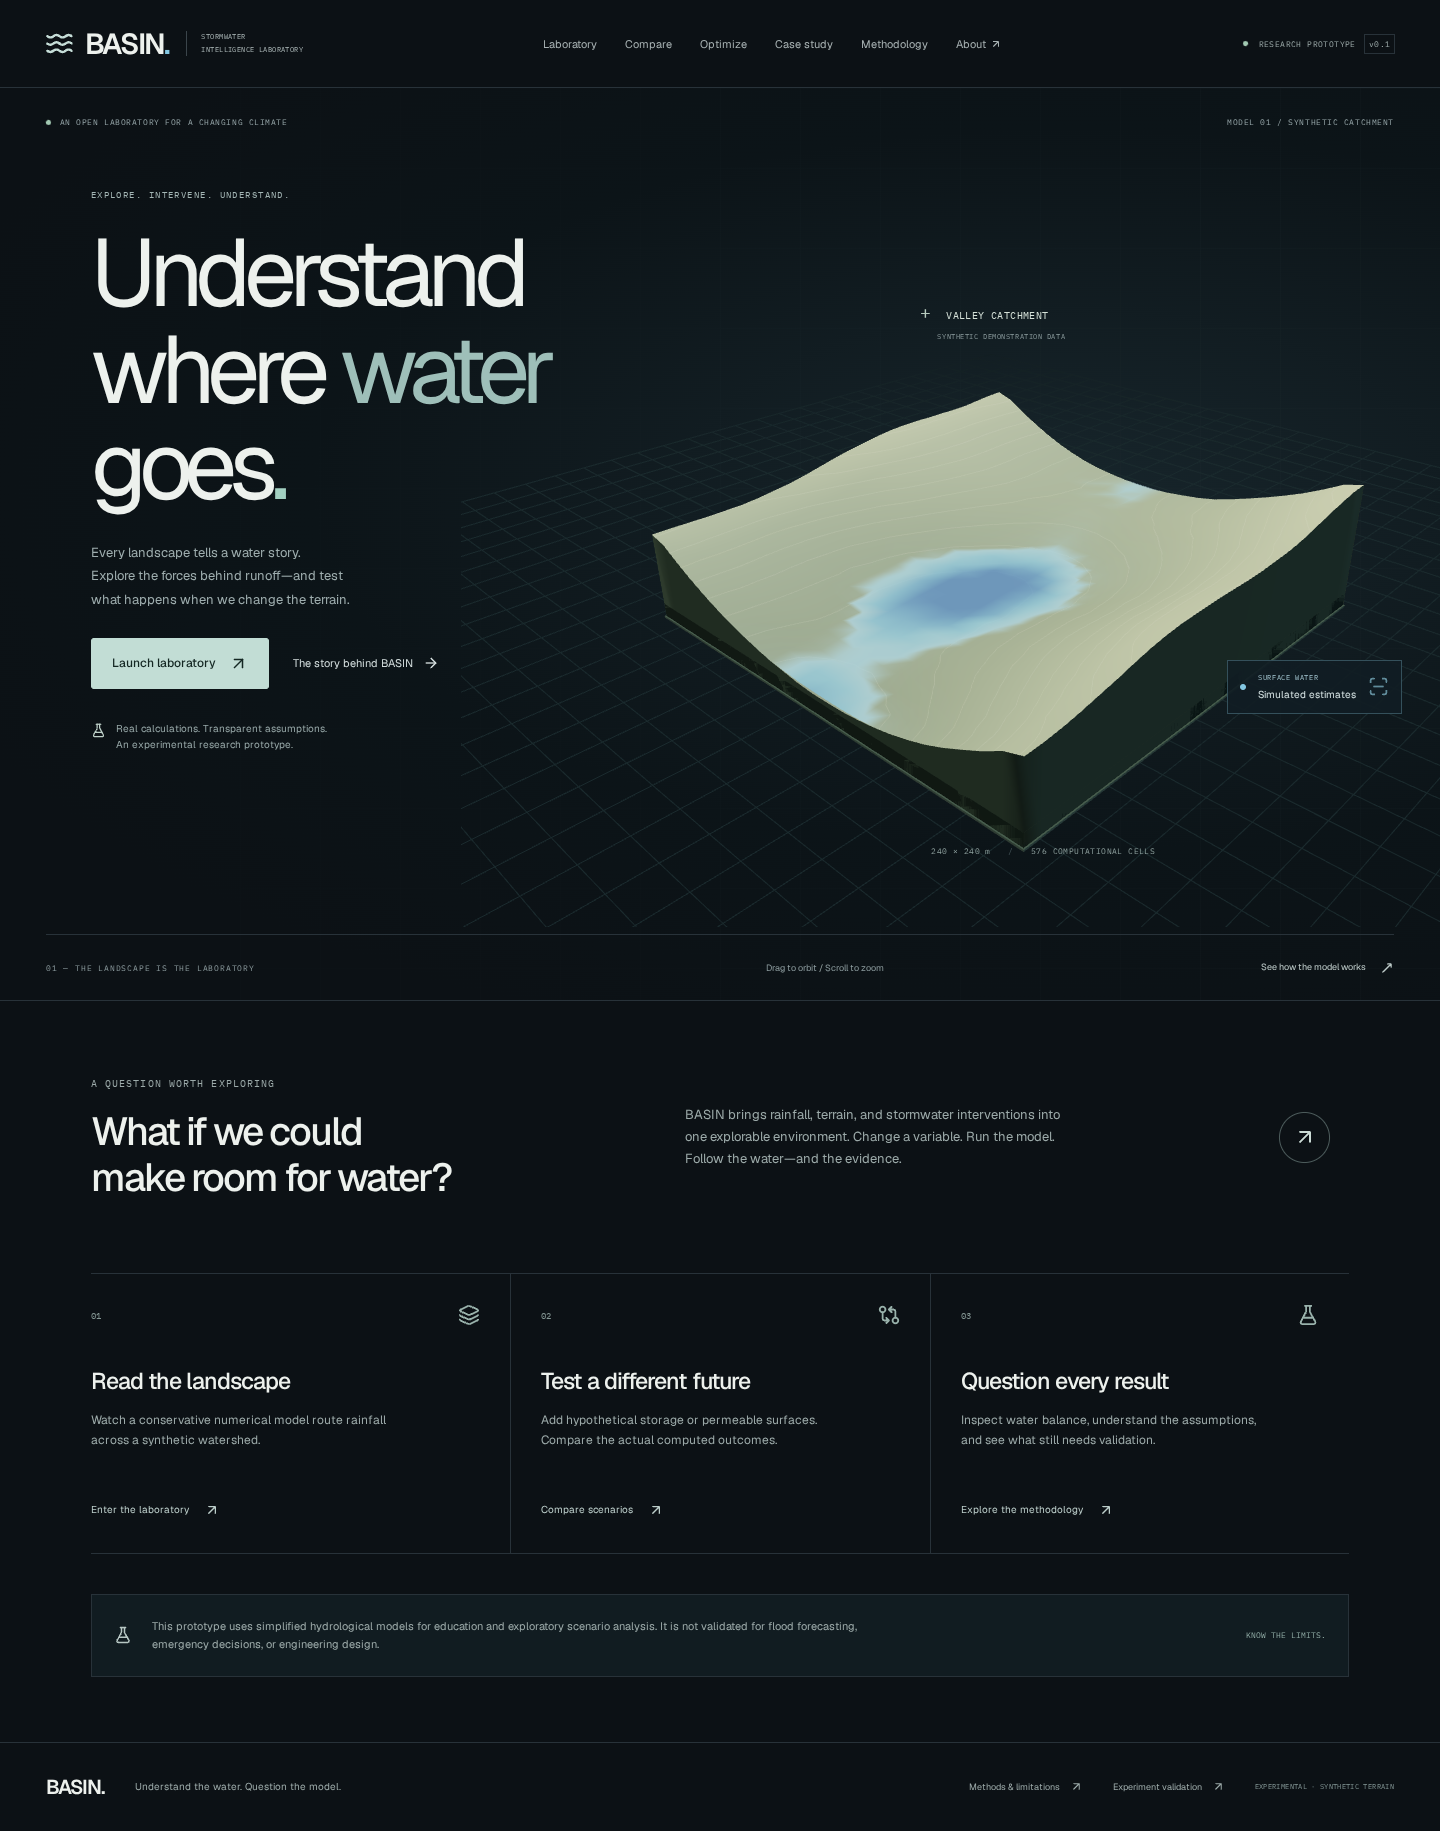 BASIN.
STORMWATER
INTELLIGENCE LABORATORY
Laboratory
Compare
Optimize
Case study
Methodology
About
RESEARCH PROTOTYPE
v0.1
AN OPEN LABORATORY FOR A CHANGING CLIMATE
MODEL 01 / SYNTHETIC CATCHMENT
EXPLORE. INTERVENE. UNDERSTAND.
Understand
where water
goes.
Every landscape tells a water story.
Explore the forces behind runoff—and test
what happens when we change the terrain.
Launch laboratory
The story behind BASIN
Real calculations. Transparent assumptions.
An experimental research prototype.
VALLEY CATCHMENT
SYNTHETIC DEMONSTRATION DATA
SURFACE WATER
Simulated estimates
240 × 240 m / 576 COMPUTATIONAL CELLS
01 — THE LANDSCAPE IS THE LABORATORY
Drag to orbit / Scroll to zoom
See how the model works
A QUESTION WORTH EXPLORING
What if we could
make room for water?
BASIN brings rainfall, terrain, and stormwater interventions into
one explorable environment. Change a variable. Run the model.
Follow the water—and the evidence.
01
Read the landscape
Watch a conservative numerical model route rainfall
across a synthetic watershed.
Enter the laboratory
02
Test a different future
Add hypothetical storage or permeable surfaces.
Compare the actual computed outcomes.
Compare scenarios
03
Question every result
Inspect water balance, understand the assumptions,
and see what still needs validation.
Explore the methodology
This prototype uses simplified hydrological models for education and exploratory scenario analysis. It is not validated for flood forecasting,
emergency decisions, or engineering design.
KNOW THE LIMITS.
BASIN.
Understand the water. Question the model.
Methods & limitations
Experiment validation
EXPERIMENTAL · SYNTHETIC TERRAIN